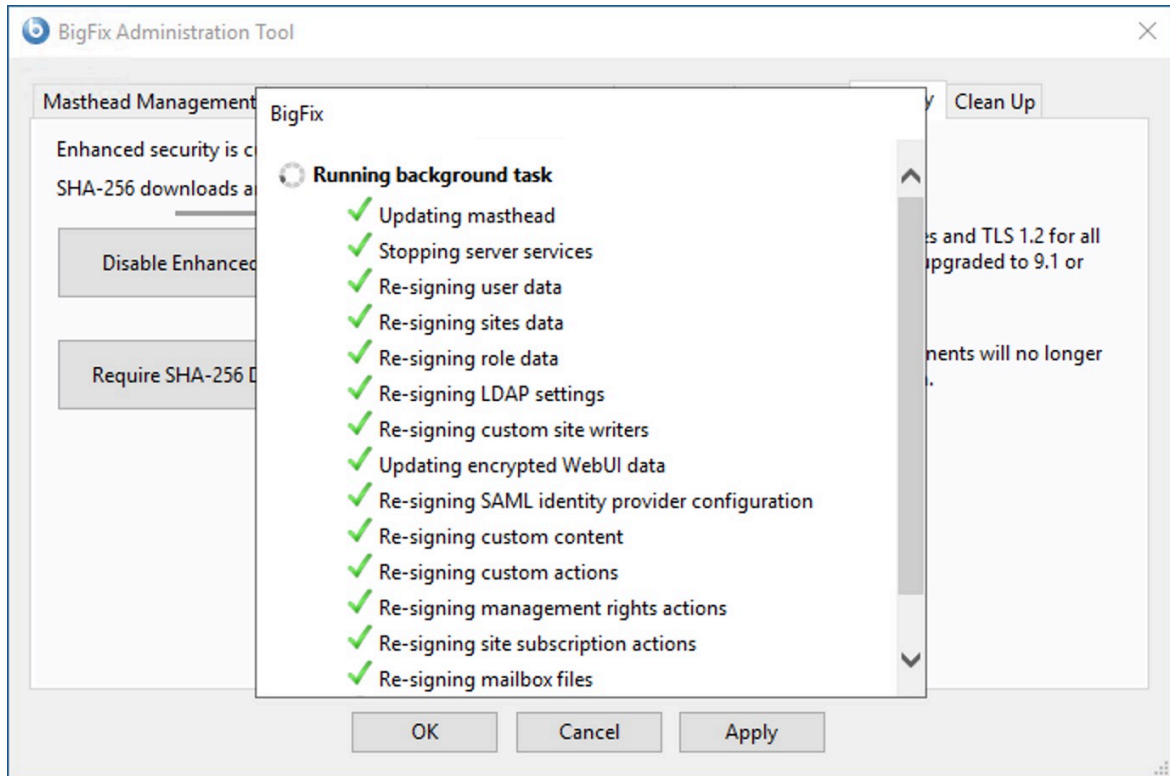 BigFix Administration Tool
Masthead Management
Clean Up
BigFix
Enhanced security is
SHA-256 downloads
Running background task
Updating masthead
Stopping server services
Re-signing user data
Re-signing sites data
Re-signing role data
Re-signing LDAP settings
Re-signing custom site writers
Updating encrypted WebUI data
Re-signing SAML identity provider configuration
Re-signing custom content
Re-signing custom actions
Re-signing management rights actions
Re-signing site subscription actions
Re-signing mailbox files
Disable Enhanced
Require SHA-256
and TLS 1.2 for all
upgraded to 9.1 or
will no longer
OK
Cancel
Apply